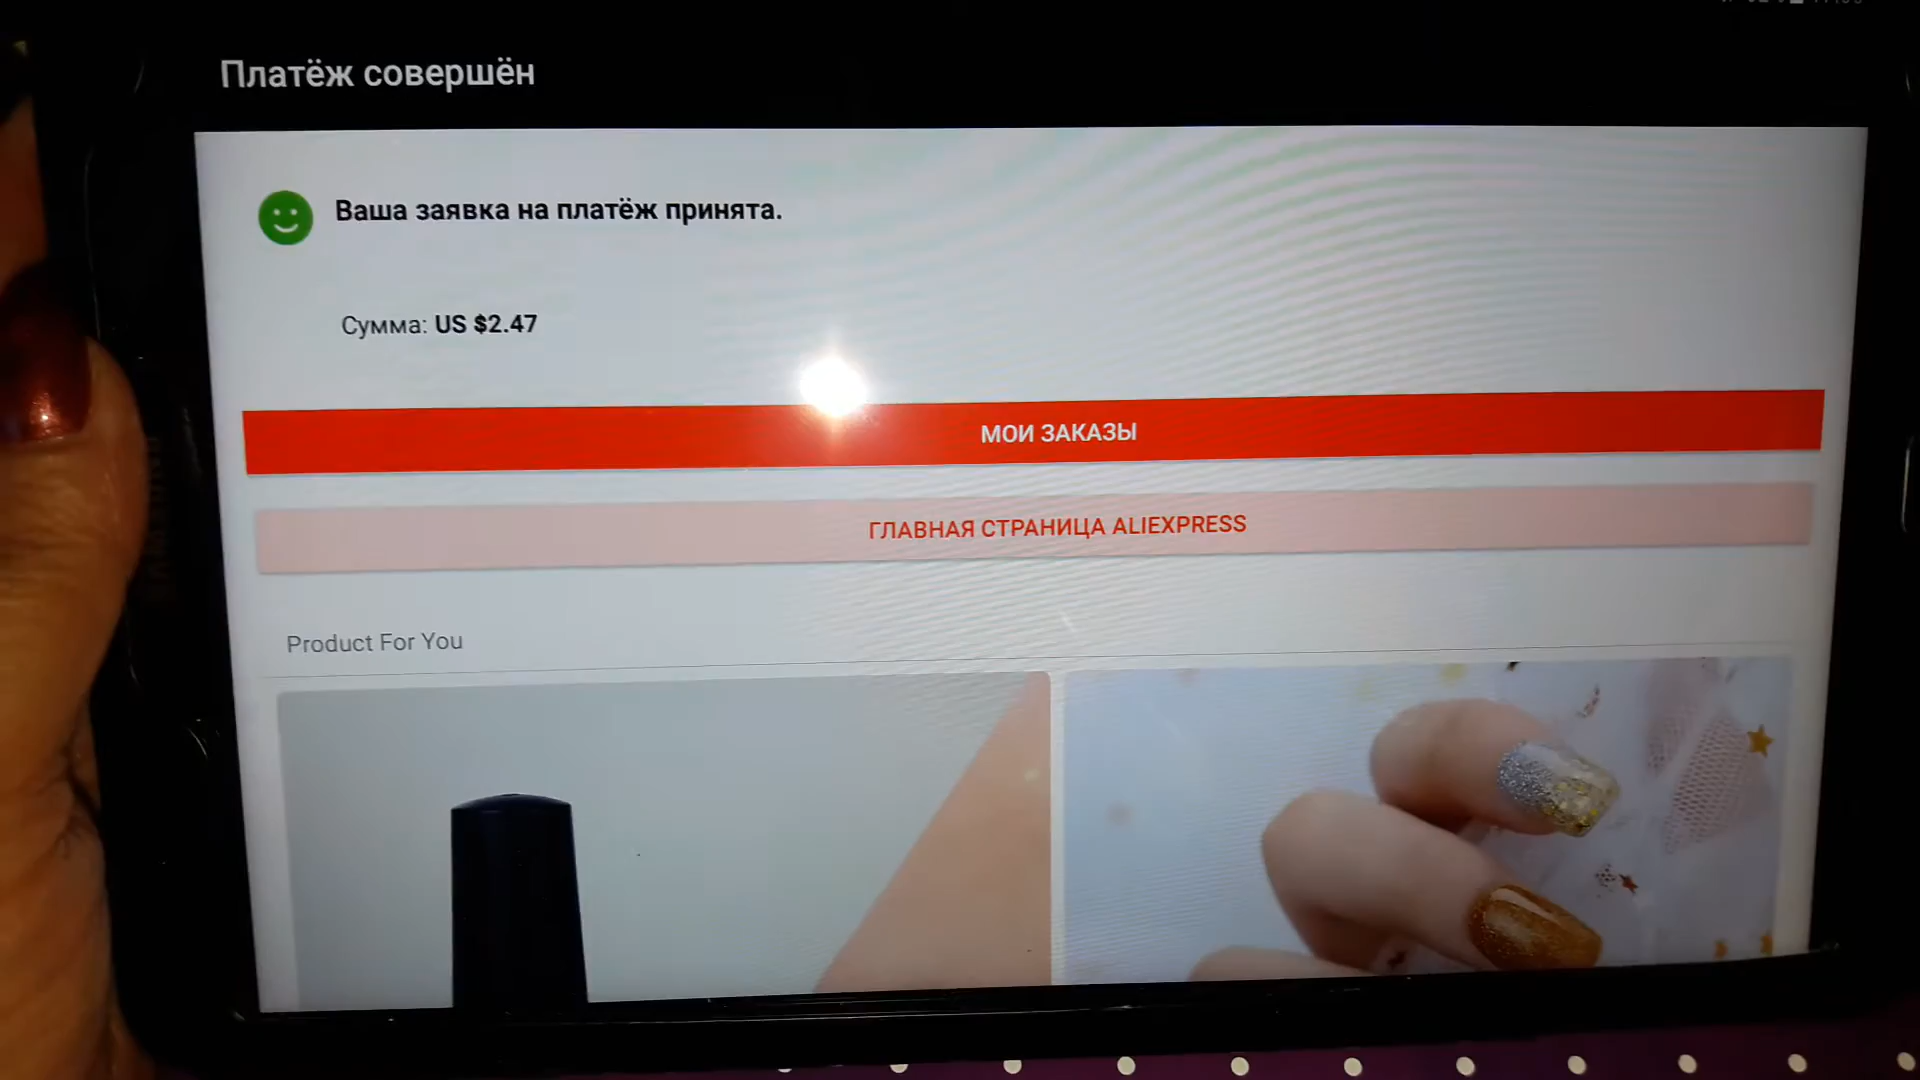 Платёж совершён
Ваша заявка на платёж принята.
Сумма: US $2.47
МОИ ЗАКАЗЫ
ГЛАВНАЯ СТРАНИЦА ALIEXPRESS
Product For You